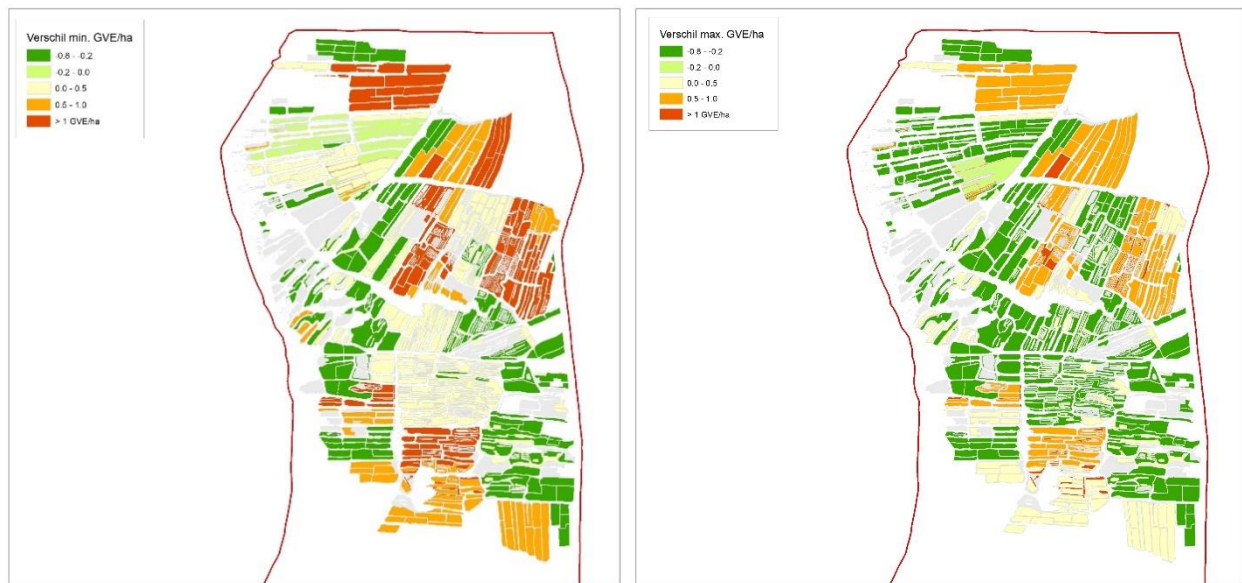 Verschil min. GVE/ha
-0.8 - -0.2
-0.2 - 0.0
0.0 - 0.5
0.5 - 1.0
> 1 GVE/ha
Verschil max. GVE/ha
-0.8 - -0.2
-0.2 - 0.0
0.0 - 0.5
0.5 - 1.0
> 1 GVE/ha